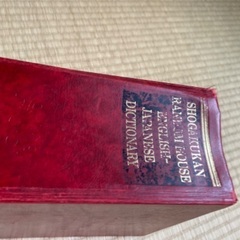 SHOGAKUKAN
RANDOM HOUSE
ENGLISH-
JAPANESE
DICTIONARY